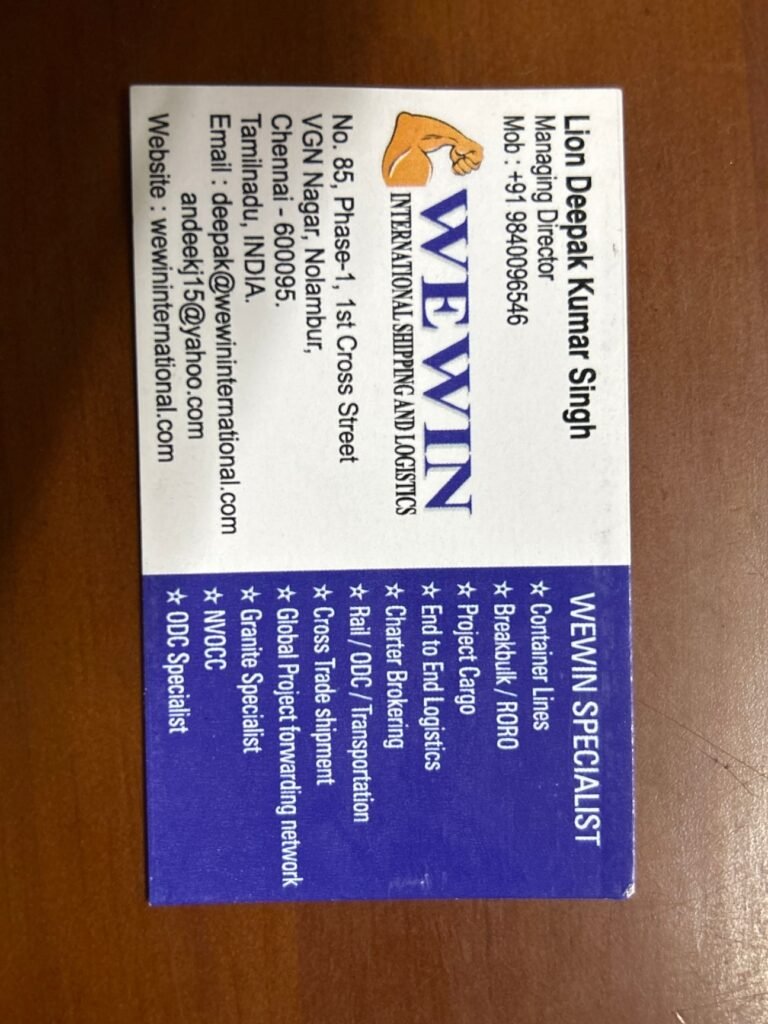 Lion Deepak Kumar Singh
Managing Director
Mob : +91 9840096546
WEWIN
INTERNATIONAL SHIPPING AND LOGISTICS
No. 85, Phase-1, 1st Cross Street
VGN Nagar, Nolambur,
Chennai - 600095.
Tamilnadu, INDIA.
Email : deepak@wewininternational.com
andeekj15@yahoo.com
Website : wewininternational.com
WEWIN SPECIALIST
☆ Container Lines
☆ Breakbulk / RORO
☆ Project Cargo
☆ End to End Logistics
☆ Charter Brokering
☆ Rail / ODC / Transportation
☆ Cross Trade shipment
☆ Global Project forwarding network
☆ Granite Specialist
☆ NVOCC
☆ ODC Specialist